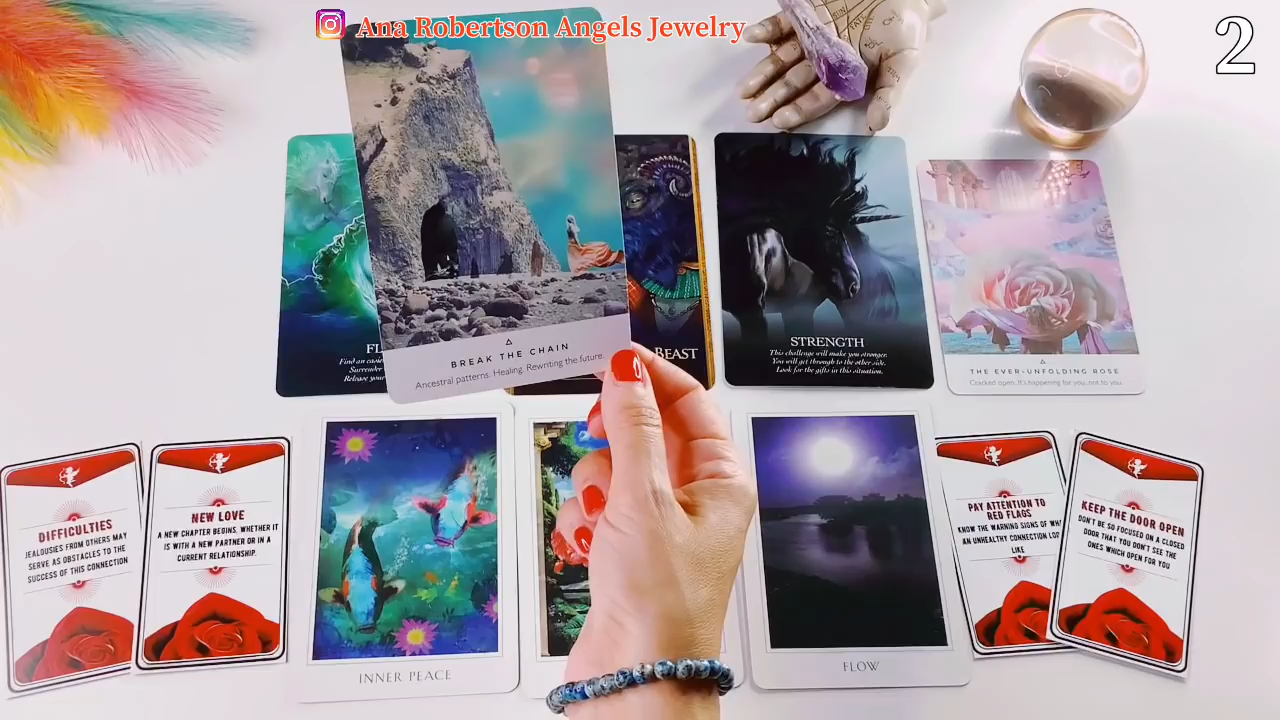 Ana Robertson Angels Jewelry
2
BREAK THE CHAIN
Ancestral patterns. Healing. Rewriting the future.
BEAST
STRENGTH
This challenge will make you stronger.
You will get through to the other side.
Look for the gifts in this situation.
THE EVER-UNFOLDING ROSE
Cracked open. It's happening for you, not to you.
DIFFICULTIES
JEALOUSIES FROM OTHERS MAY
SERVE AS OBSTACLES TO THE
SUCCESS OF THIS CONNECTION
NEW LOVE
A NEW CHAPTER BEGINS, WHETHER IT
IS WITH A NEW PARTNER OR IN A
CURRENT RELATIONSHIP.
INNER PEACE
FLOW
PAY ATTENTION TO
RED FLAGS
KNOW THE WARNING SIGNS OF
AN UNHEALTHY CONNECTION
LIKE
KEEP THE DOOR OPEN
DON'T BE SO FOCUSED ON A CLOSED
DOOR THAT YOU DON'T SEE THE
ONES WHICH OPEN FOR YOU